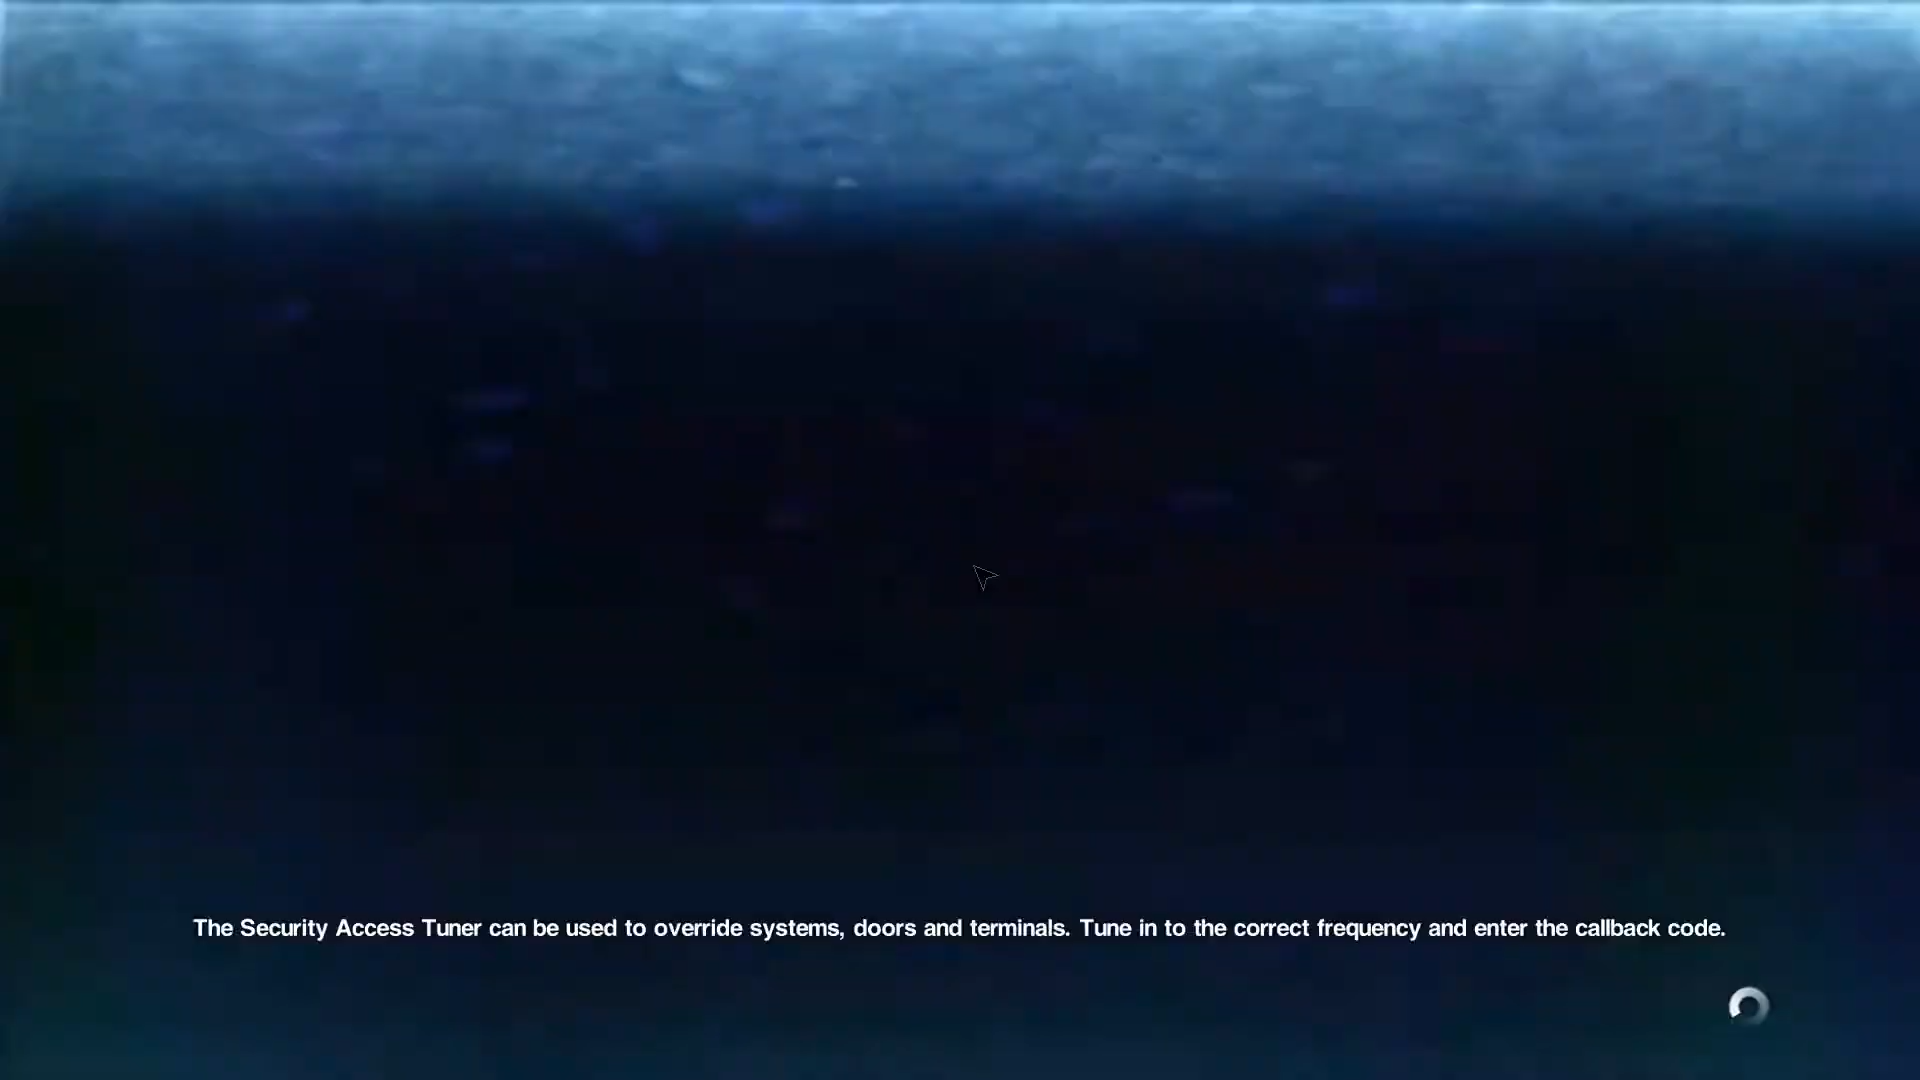 The Security Access Tuner can be used to override systems, doors and terminals. Tune in to the correct frequency and enter the callback code.